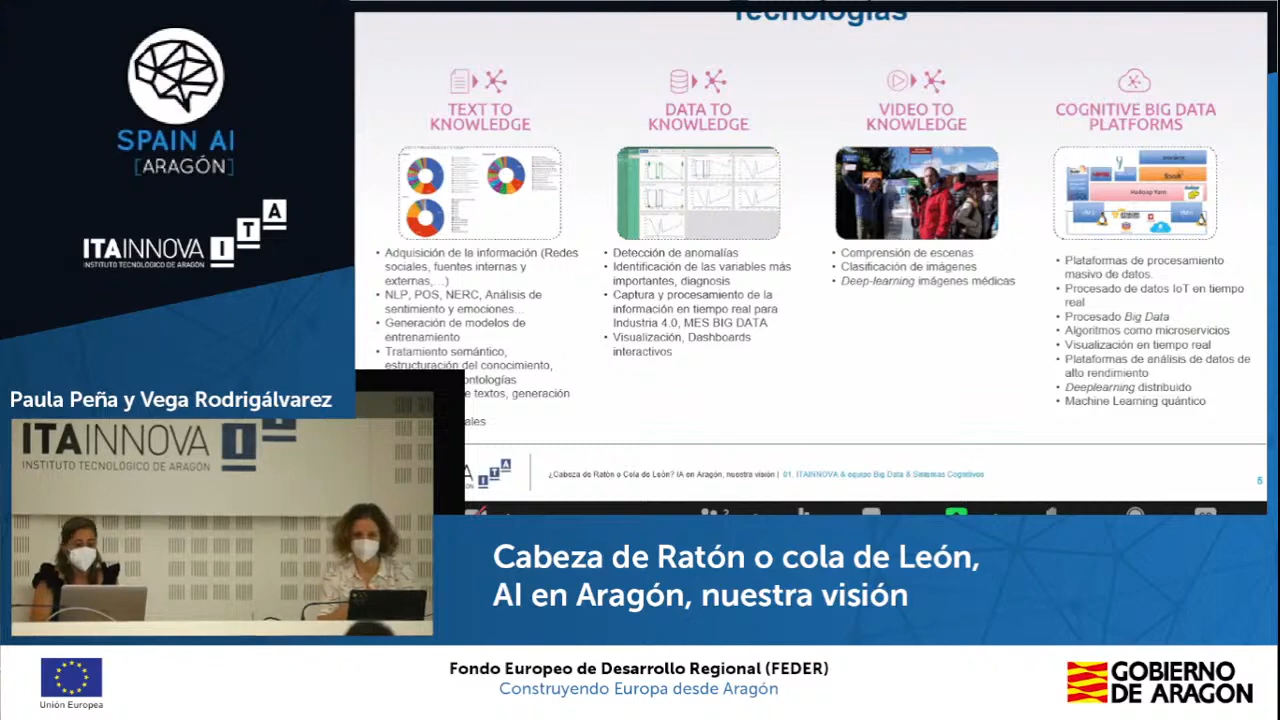 Tecnologías
SPAIN AI
[ARAGÓN]
ITAINNOVA
INSTITUTO TECNOLÓGICO DE ARAGÓN
I T A
TEXT TO
KNOWLEDGE
• Adquisición de la información (Redes
sociales, fuentes internas y
externas,…)
• NLP, POS, NERC, Análisis de
sentimiento y emociones…
• Generación de modelos de
entrenamiento
• Tratamiento semántico,
estructuración del conocimiento,
ontologías
e textos, generación
ales
DATA TO
KNOWLEDGE
• Detección de anomalías
• Identificación de las variables más
importantes, diagnosis
• Captura y procesamiento de la
información en tiempo real para
Industria 4.0, MES BIG DATA
• Visualización, Dashboards
interactivos
VIDEO TO
KNOWLEDGE
• Comprensión de escenas
• Clasificación de imágenes
• Deep-learning imágenes médicas
COGNITIVE BIG DATA
PLATFORMS
Hadoop Yarn
• Plataformas de procesamiento
masivo de datos.
• Procesado de datos IoT en tiempo
real
• Procesado Big Data
• Algoritmos como microservicios
• Visualización en tiempo real
• Plataformas de análisis de datos de
alto rendimiento
• Deeplearning distribuido
• Machine Learning quántico
¿Cabeza de Ratón o Cola de León? IA en Aragón, nuestra visión | 01. ITAINNOVA & equipo Big Data & Sistemas Cognitivos
Paula Peña y Vega Rodrigálvarez
ITAINNOVA
INSTITUTO TECNOLÓGICO DE ARAGÓN
Cabeza de Ratón o cola de León,
AI en Aragón, nuestra visión
Unión Europea
Fondo Europeo de Desarrollo Regional (FEDER)
Construyendo Europa desde Aragón
GOBIERNO
DE ARAGON